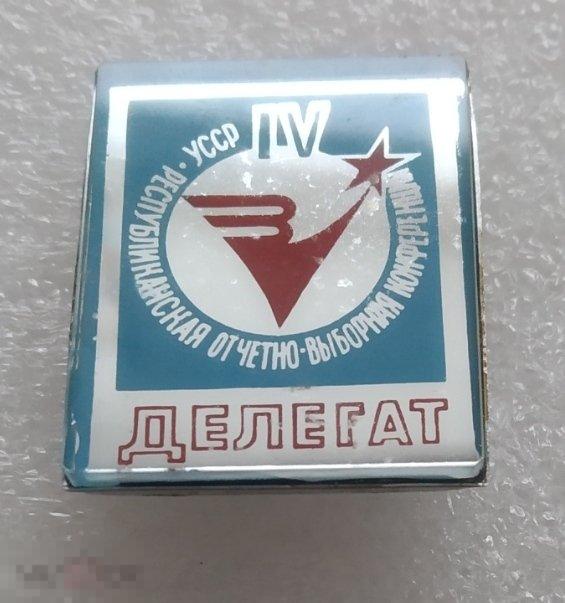 IV
РЕСПУБЛИКАНСКАЯ ОТЧЕТНО-ВЫБОРНАЯ КОНФЕРЕНЦИЯ • УССР
ДЕЛЕГАТ